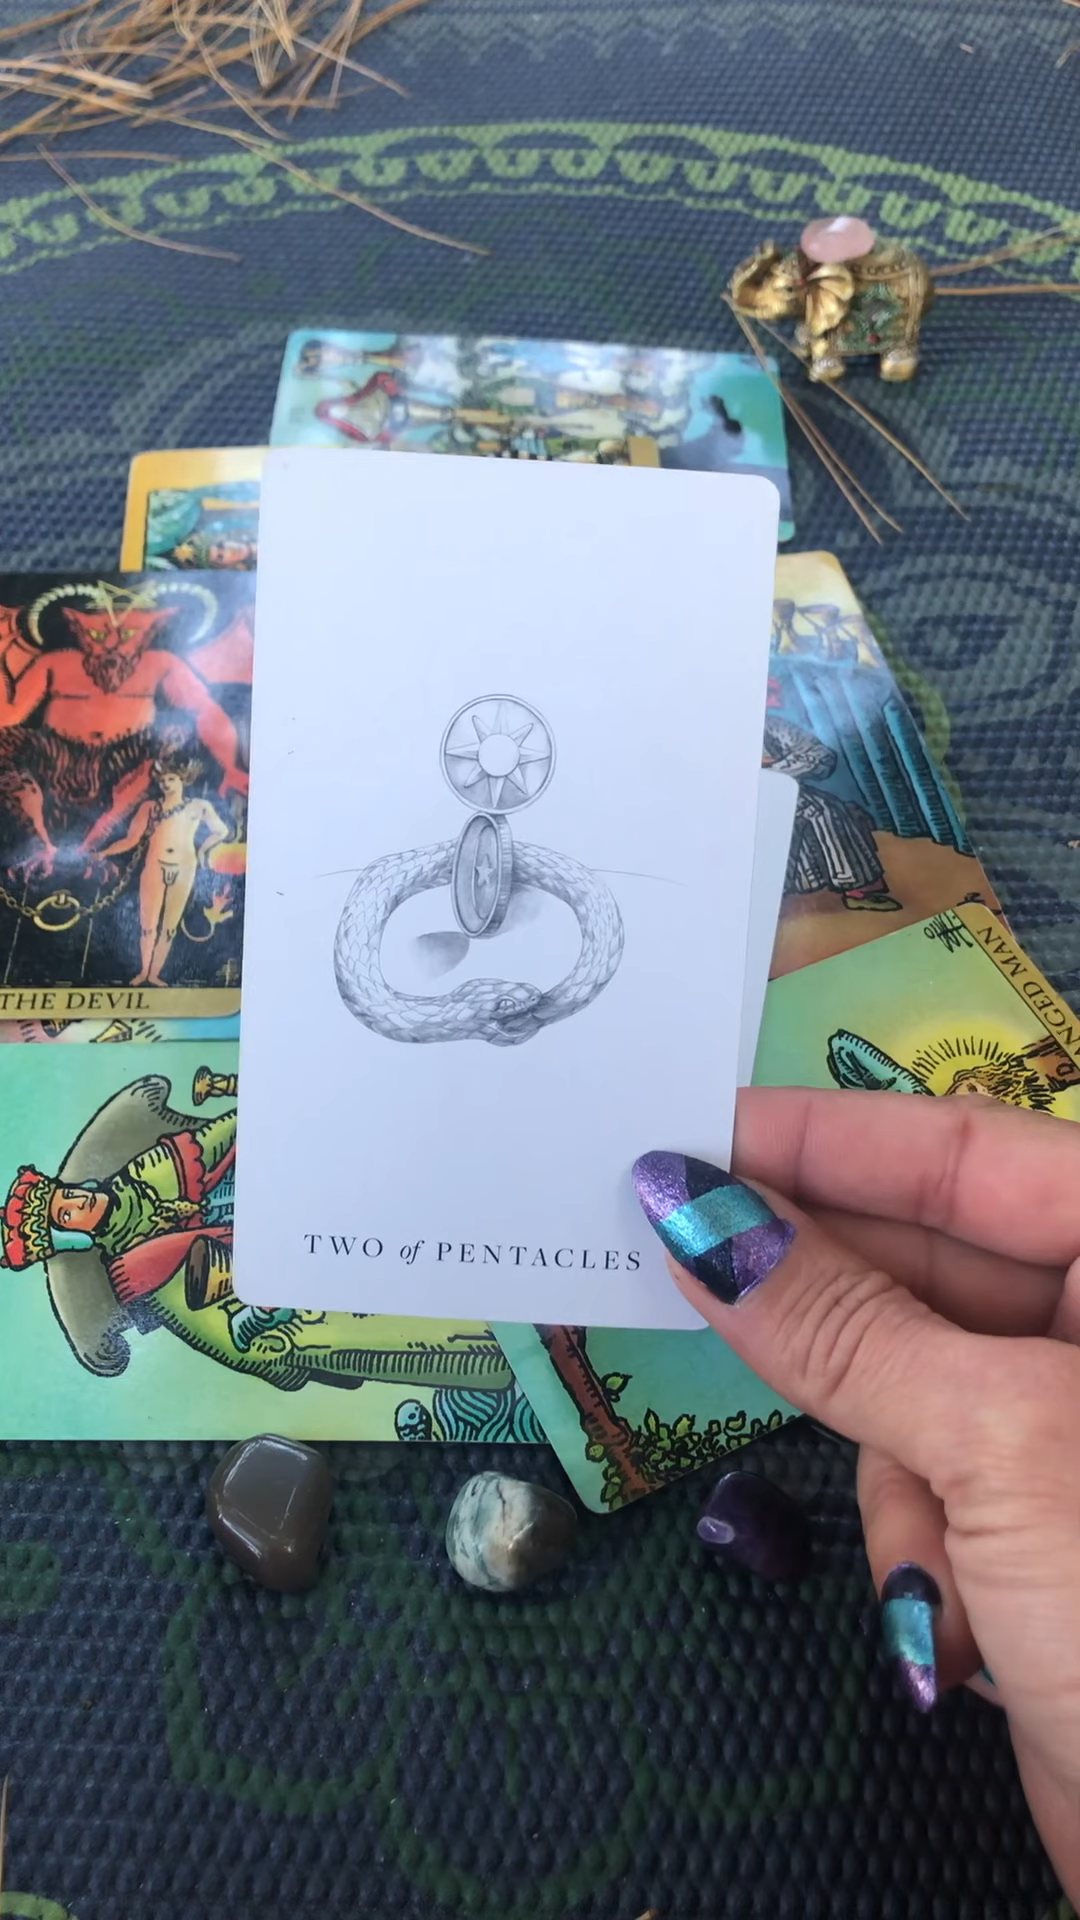 THE DEVIL
NGED MAN
TWO of PENTACLES